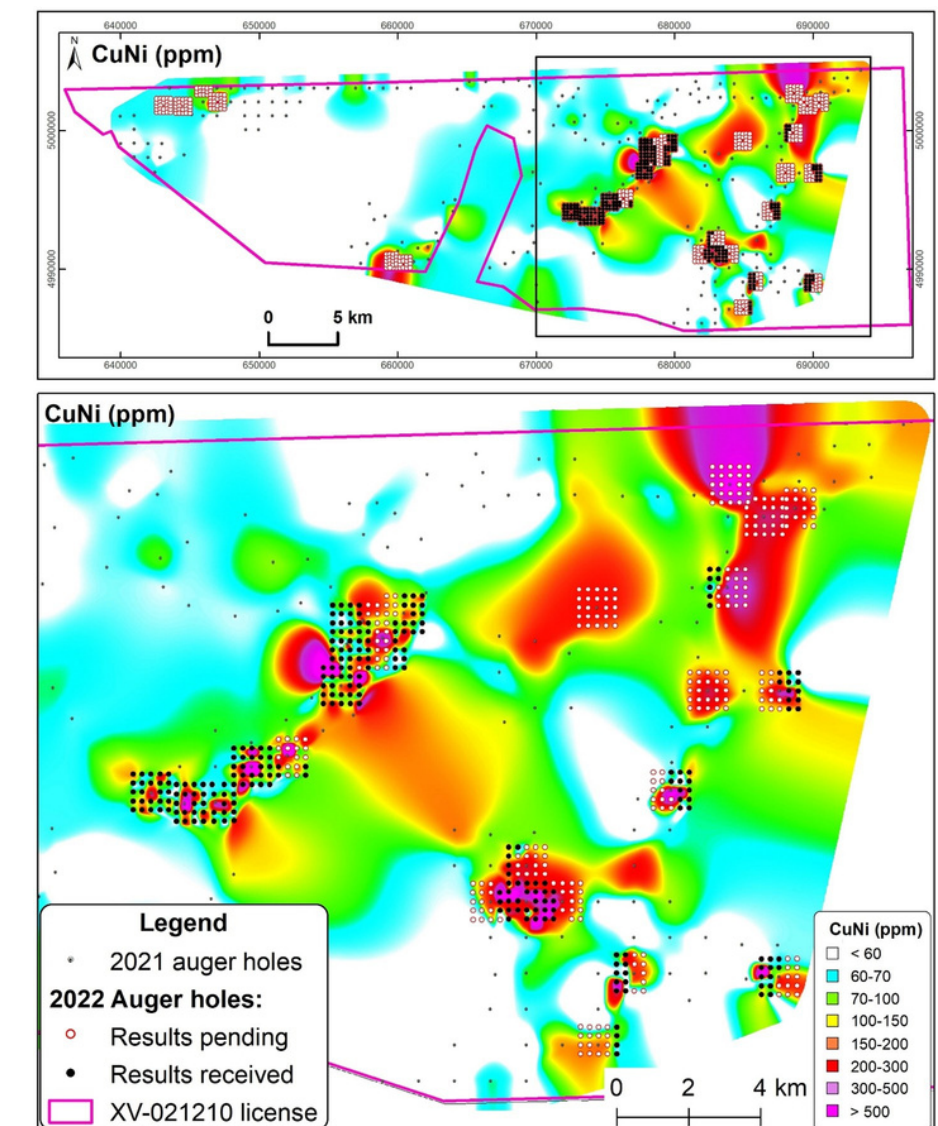 640000 650000 660000 670000 680000 690000
N
CuNi (ppm)
5000000
5000000
4990000
4990000
0 5 km
640000 650000 660000 670000 680000 690000
CuNi (ppm)
Legend
2021 auger holes
2022 Auger holes:
Results pending
Results received
XV-021210 license
CuNi (ppm)
< 60
60-70
70-100
100-150
150-200
200-300
300-500
> 500
0 2 4 km